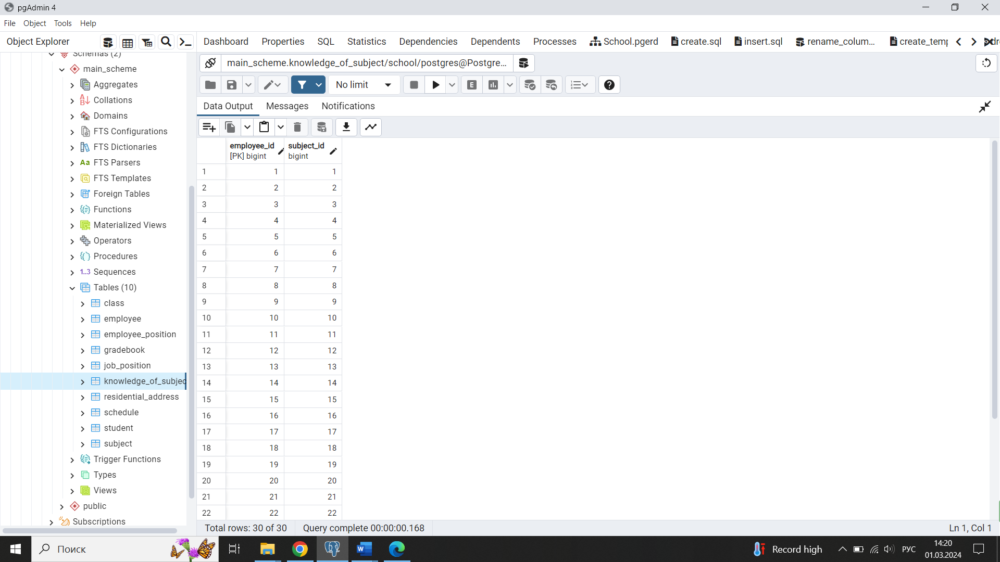 pgAdmin 4
File Object Tools Help
Object Explorer
Dashboard Properties SQL Statistics Dependencies Dependents Processes School.pgerd create.sql insert.sql rename_colum... create_temp
Schemas (2)
main_scheme
Aggregates
Collations
Domains
FTS Configurations
FTS Dictionaries
Aa FTS Parsers
FTS Templates
Foreign Tables
Functions
Materialized Views
Operators
Procedures
1..3 Sequences
Tables (10)
class
employee
employee_position
gradebook
job_position
knowledge_of_subjec
residential_address
schedule
student
subject
Trigger Functions
Types
Views
public
Subscriptions
main_scheme.knowledge_of_subject/school/postgres@Postgre...
No limit
E
Data Output Messages Notifications
employee_id subject_id
[PK] bigint bigint
1 1 1
2 2 2
3 3 3
4 4 4
5 5 5
6 6 6
7 7 7
8 8 8
9 9 9
10 10 10
11 11 11
12 12 12
13 13 13
14 14 14
15 15 15
16 16 16
17 17 17
18 18 18
19 19 19
20 20 20
21 21 21
22 22 22
Total rows: 30 of 30 Query complete 00:00:00.168 Ln 1, Col 1
Поиск
Record high
РУС
14:20
01.03.2024